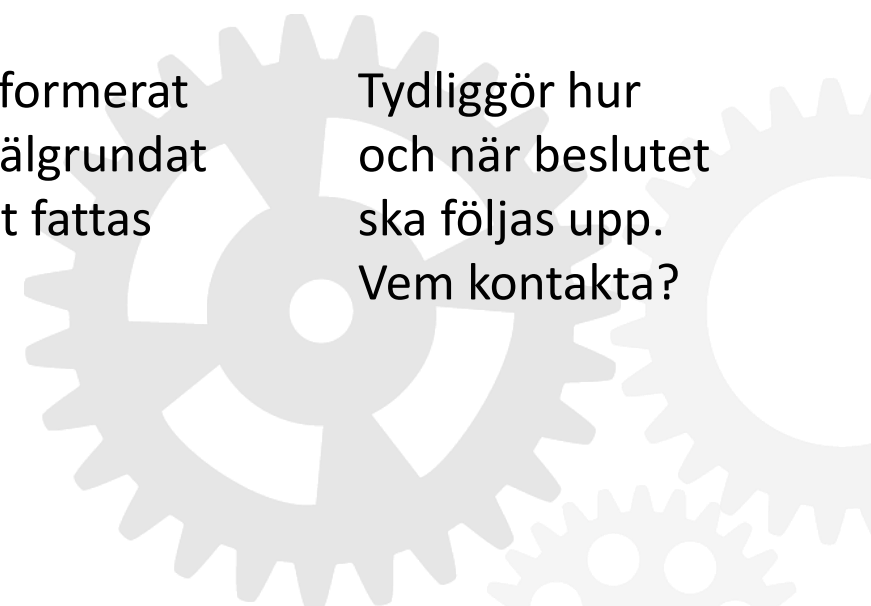 formerat
älgrundat
t fattas
Tydliggör hur
och när beslutet
ska följas upp.
Vem kontakta?